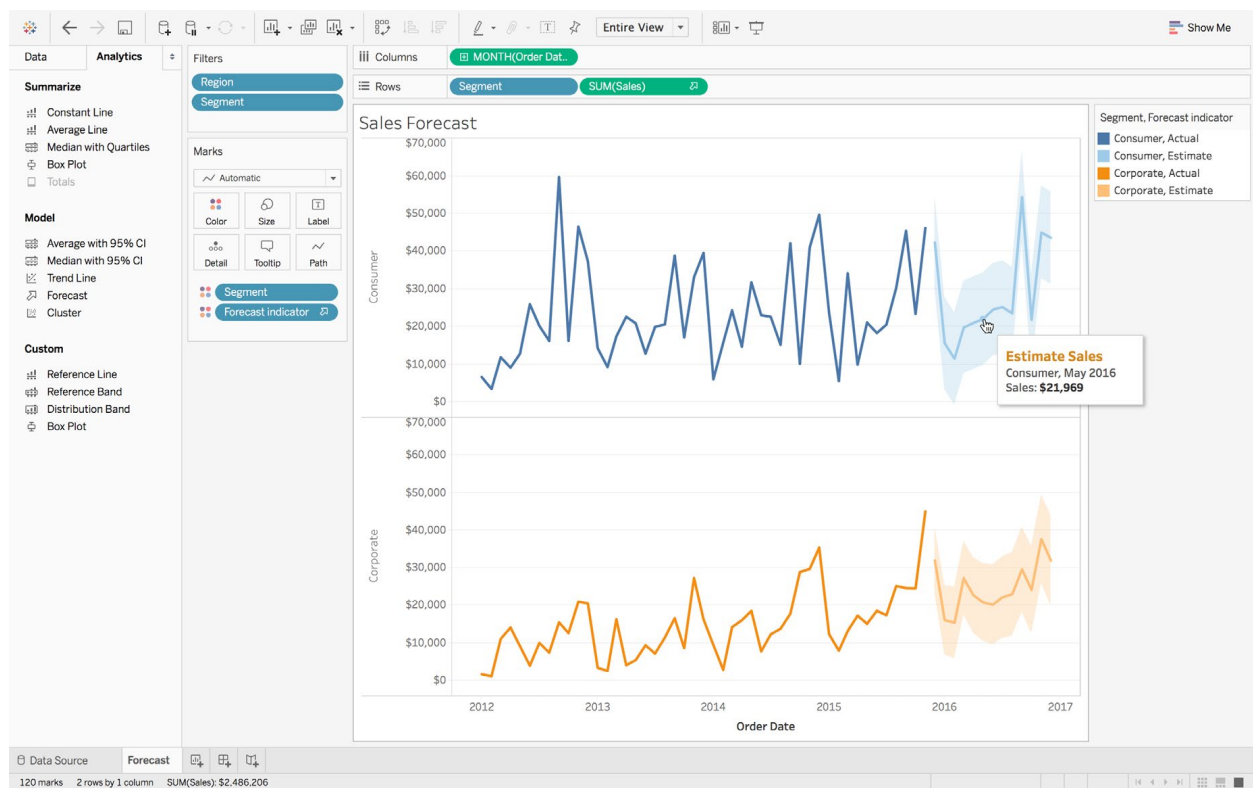 Entire View
Show Me
Data
Analytics
Summarize
Constant Line
Average Line
Median with Quartiles
Box Plot
Totals
Model
Average with 95% CI
Median with 95% CI
Trend Line
Forecast
Cluster
Custom
Reference Line
Reference Band
Distribution Band
Box Plot
Filters
Region
Segment
Marks
Automatic
Color
Size
T
Label
Detail
Tooltip
Path
Segment
Forecast indicator
Columns
MONTH(Order Dat..
Rows
Segment
SUM(Sales)
Sales Forecast
Consumer
$70,000
$60,000
$50,000
$40,000
$30,000
$20,000
$10,000
$0
Corporate
$70,000
$60,000
$50,000
$40,000
$30,000
$20,000
$10,000
$0
2012
2013
2014
2015
2016
2017
Order Date
Estimate Sales
Consumer, May 2016
Sales: $21,969
Segment, Forecast indicator
Consumer, Actual
Consumer, Estimate
Corporate, Actual
Corporate, Estimate
Data Source
Forecast
120 marks 2 rows by 1 column SUM(Sales): $2,486,206